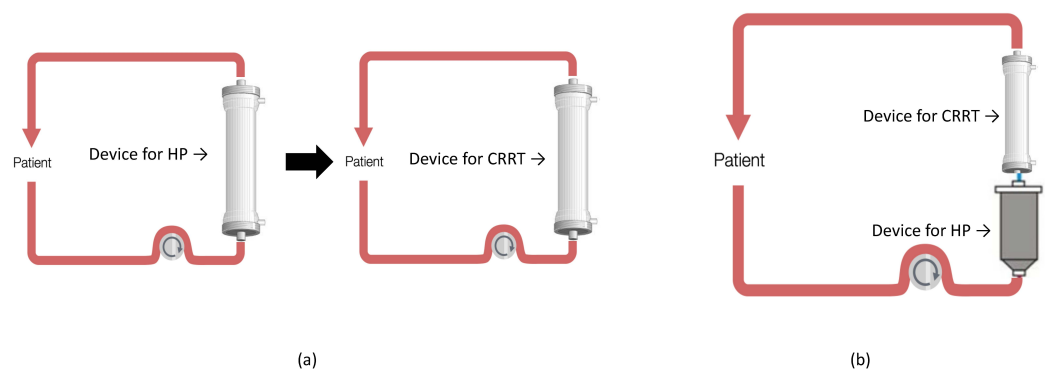 Patient
Device for HP →
Patient
Device for CRRT →
(a)
Device for CRRT →
Patient
Device for HP →
(b)